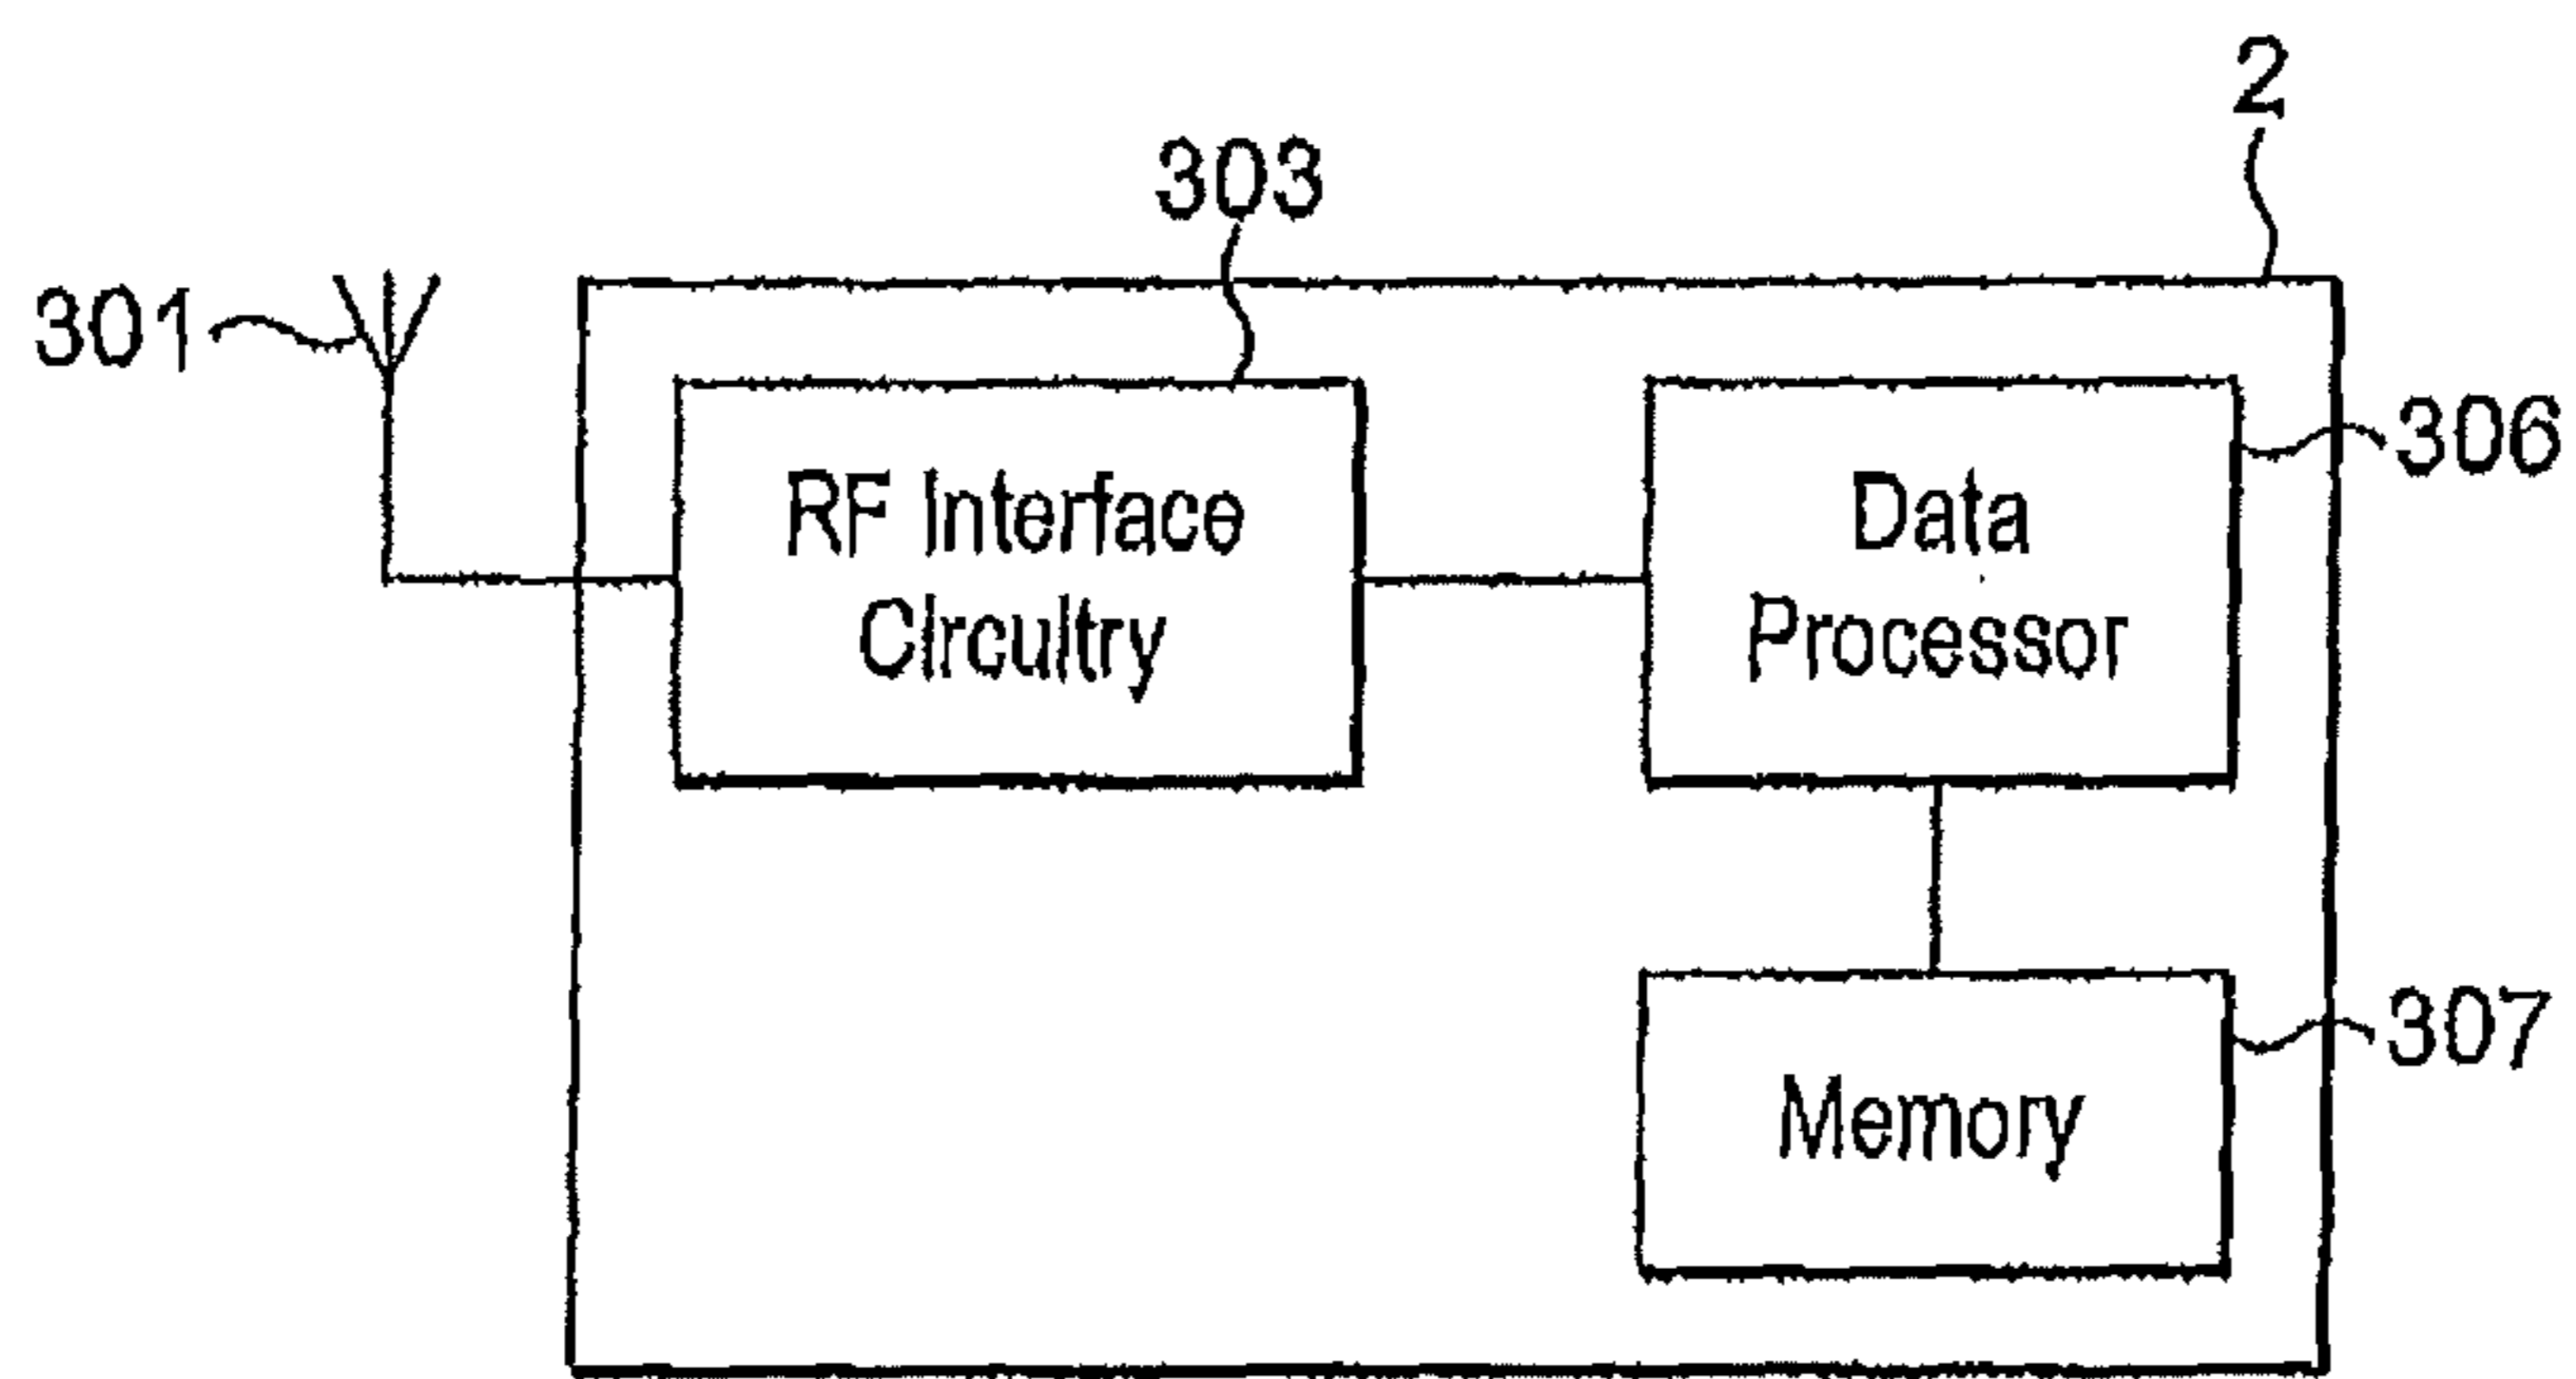 2
303
301
RF Interface
Circuitry
Data
Processor
306
307
Memory